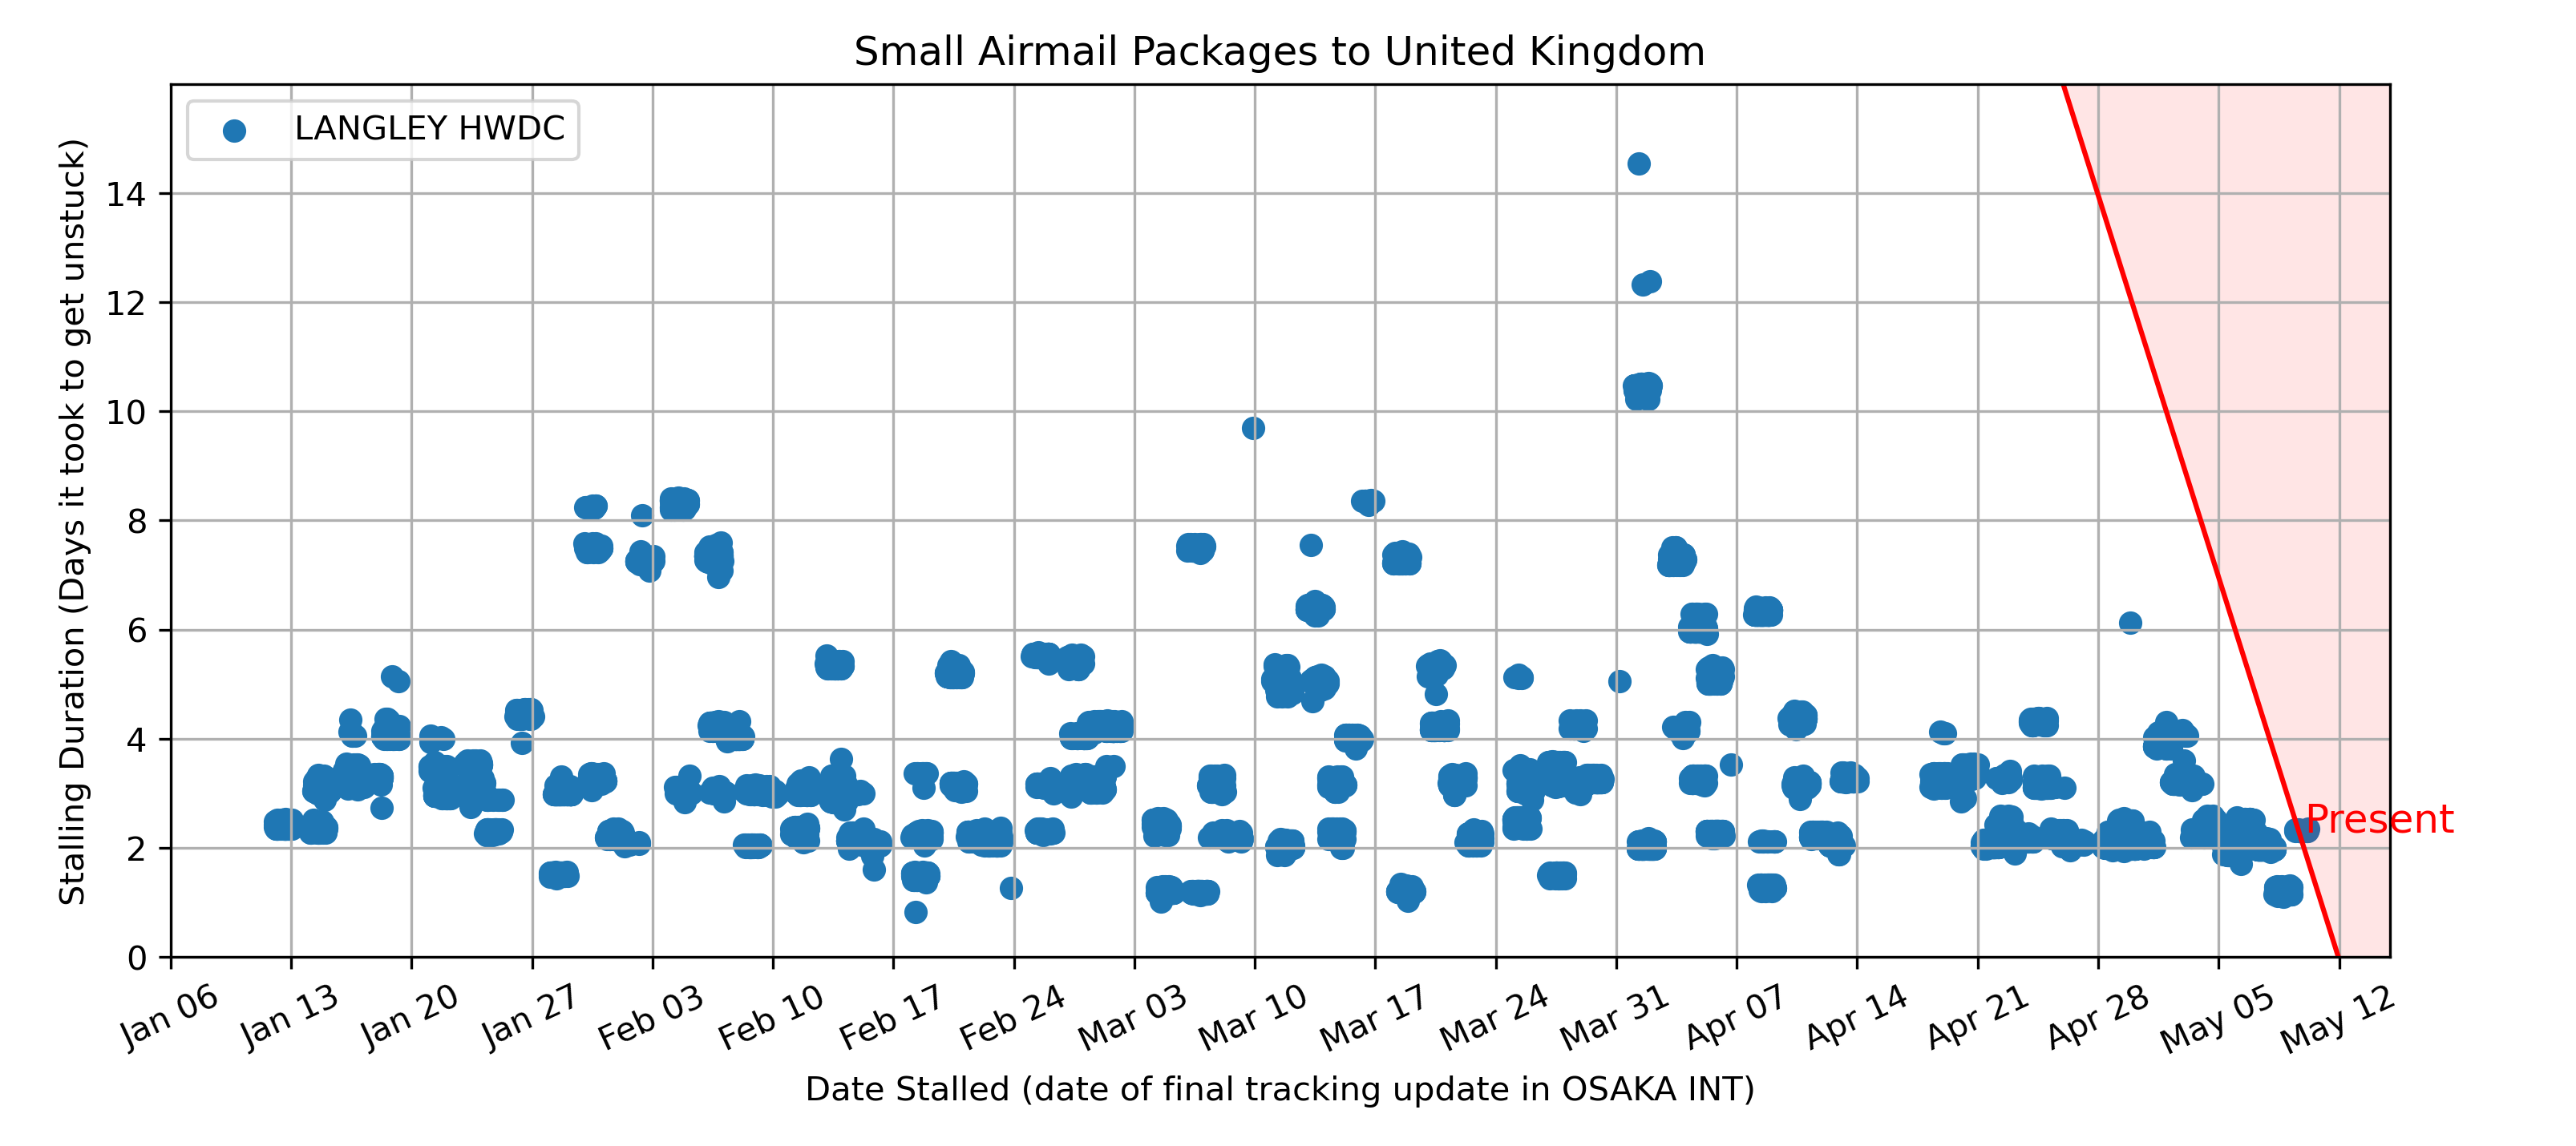 Small Airmail Packages to United Kingdom
LANGLEY HWDC
Stalling Duration (Days it took to get unstuck)
14
12
10
8
6
4
2
0
Present
Jan 06 Jan 13 Jan 20 Jan 27 Feb 03 Feb 10 Feb 17 Feb 24 Mar 03 Mar 10 Mar 17 Mar 24 Mar 31 Apr 07 Apr 14 Apr 21 Apr 28 May 05 May 12
Date Stalled (date of final tracking update in OSAKA INT)